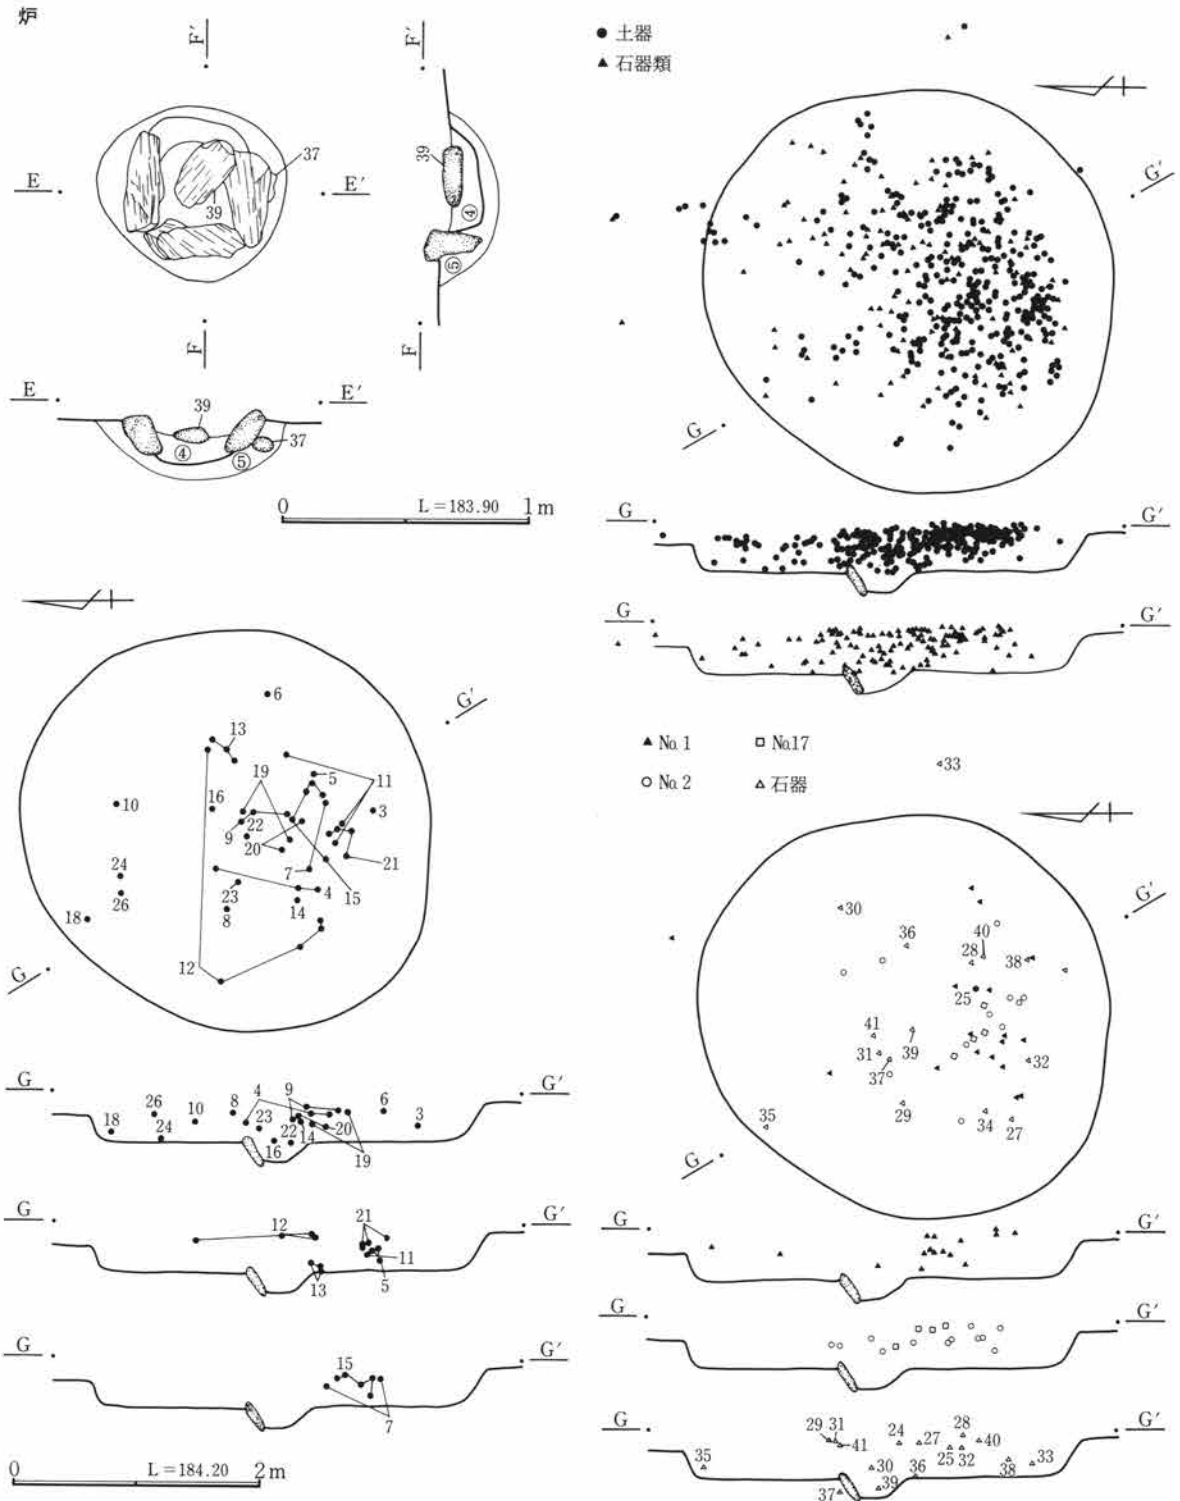 炉
F′
F′
E
E′
37
39
39
④
⑤
F
F
E
E′
39
37
④
⑤
0 L=183.90 1m
● 土器
▲ 石器類
G′
G
G
G′
G
G′
6
G′
13
19
5
11
10
16
3
9
22
20
24
7
21
23
4
15
26
8
14
18
12
G
G
G′
26
10
8
4
9
6
3
18
24
23
22
14
20
16
19
G
G′
12
21
11
13
5
G
G′
15
7
0 L=184.20 2m
▲ No.1
□ No.17
○ No.2
△ 石器
33
G′
30
36
40
28
38
25
41
31
39
37
32
29
35
34
27
G
G
G′
G
G′
G
G′
29
31
41
24
27
28
40
35
25
32
30
36
38
33
37
39